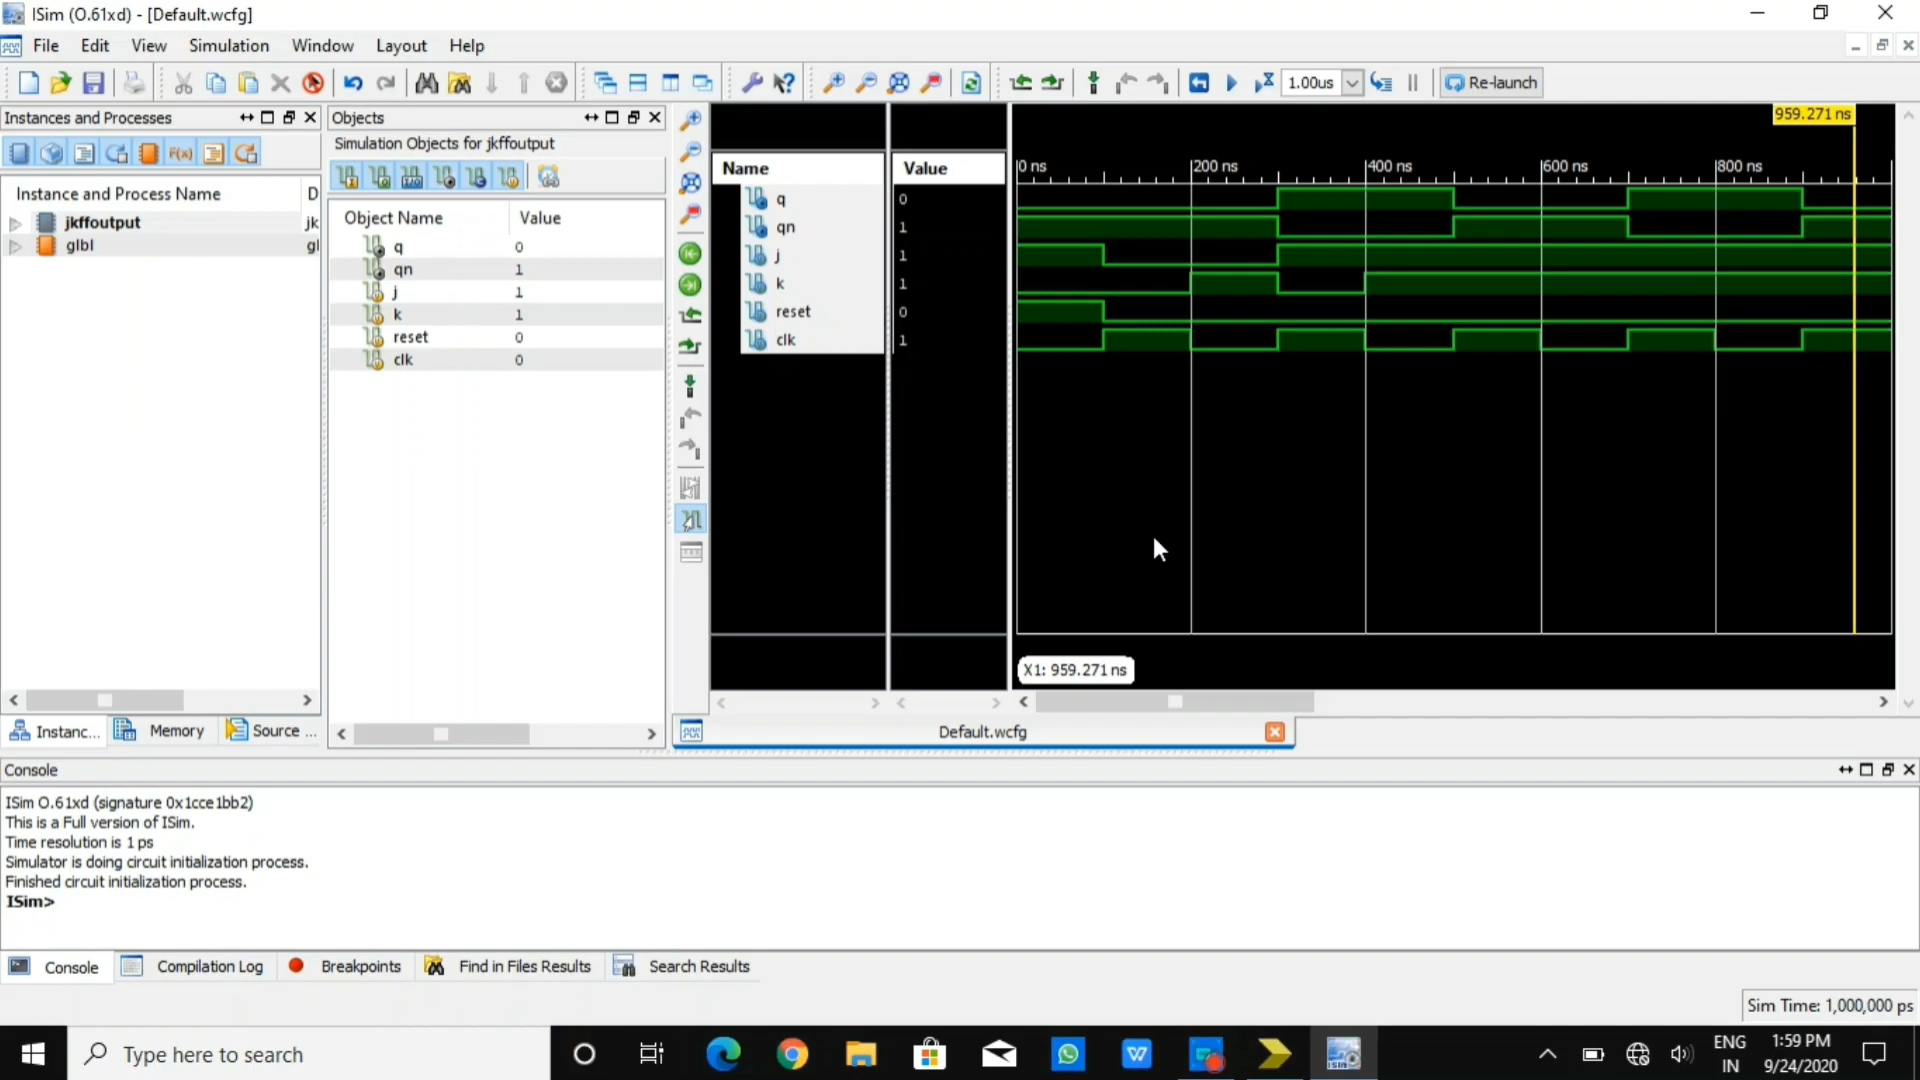 ISim (O.61xd) - [Default.wcfg]
File Edit View Simulation Window Layout Help
1.00us Re-launch
Instances and Processes
Instance and Process Name D
jkffoutput jk
glbl gl
Instanc... Memory Source ...
Objects
Simulation Objects for jkffoutput
Object Name Value
q 0
qn 1
j 1
k 1
reset 0
clk 0
Name Value
q 0
qn 1
j 1
k 1
reset 0
clk 1
959.271 ns
0 ns 200 ns 400 ns 600 ns 800 ns
X1: 959.271 ns
Default.wcfg
Console
ISim O.61xd (signature 0x1cce1bb2)
This is a Full version of ISim.
Time resolution is 1 ps
Simulator is doing circuit initialization process.
Finished circuit initialization process.
ISim>
Console Compilation Log Breakpoints Find in Files Results Search Results
Sim Time: 1,000,000 ps
Type here to search
ENG
IN
1:59 PM
9/24/2020